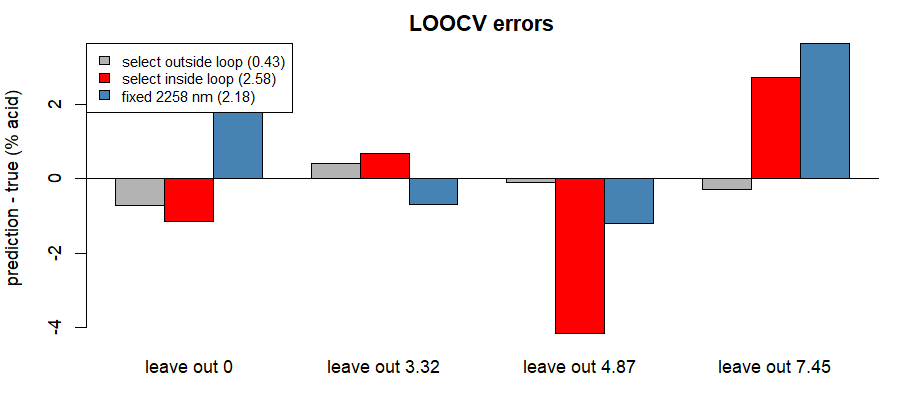 LOOCV errors
select outside loop (0.43)
select inside loop (2.58)
fixed 2258 nm (2.18)
prediction - true (% acid)
2
0
-2
-4
leave out 0
leave out 3.32
leave out 4.87
leave out 7.45